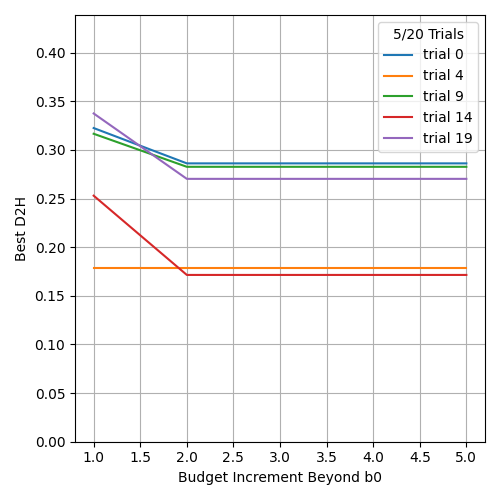 5/20 Trials
trial 0
trial 4
trial 9
trial 14
trial 19
Best D2H
0.40
0.35
0.30
0.25
0.20
0.15
0.10
0.05
0.00
1.0 1.5 2.0 2.5 3.0 3.5 4.0 4.5 5.0
Budget Increment Beyond b0